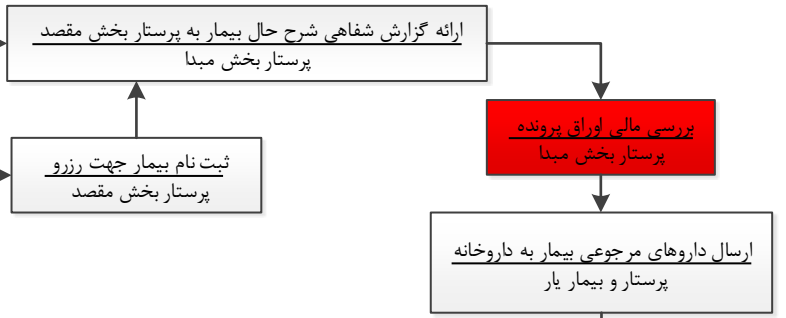 ارائه گزارش شفاهی شرح حال بیمار به پرستار بخش مقصد
پرستار بخش مبدا
بررسی مالی اوراق پرونده
پرستار بخش مبدا
ثبت نام بیمار جهت رزرو
پرستار بخش مقصد
ارسال داروهای مرجوعی بیمار به داروخانه
پرستار و بیمار یار